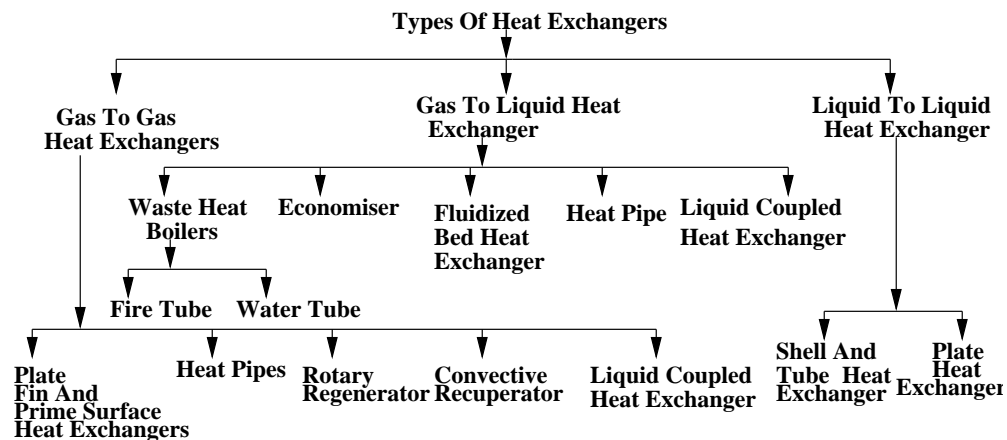 Types Of Heat Exchangers
Gas To Gas
Heat Exchangers
Gas To Liquid Heat
Exchanger
Liquid To Liquid
Heat Exchanger
Waste Heat
Boilers
Economiser
Fluidized
Bed Heat
Exchanger
Heat Pipe
Liquid Coupled
Heat Exchanger
Fire Tube
Water Tube
Plate
Fin And
Prime Surface
Heat Exchangers
Heat Pipes
Rotary
Regenerator
Convective
Recuperator
Liquid Coupled
Heat Exchanger
Shell And
Tube Heat
Exchanger
Plate
Heat
Exchanger